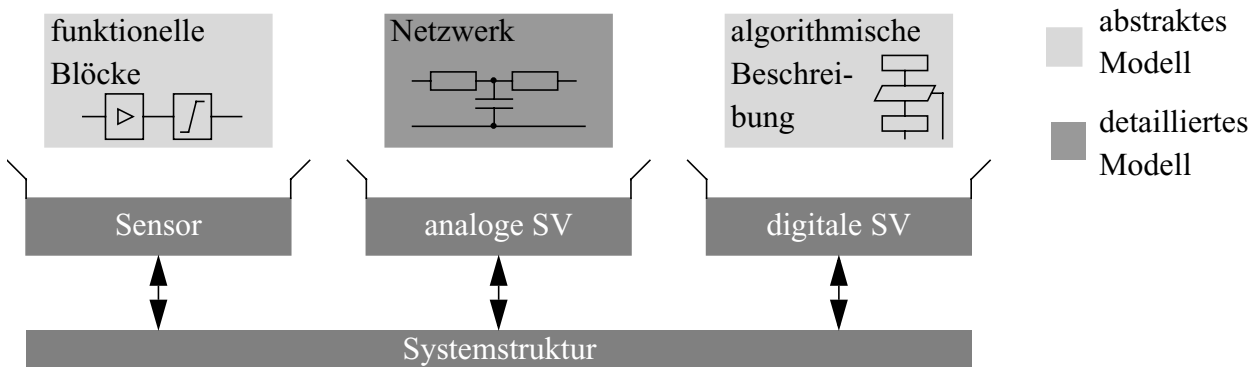 funktionelle
Blöcke
Netzwerk
algorithmische
Beschrei-
bung
abstraktes
Modell
detailliertes
Modell
Sensor
analoge SV
digitale SV
Systemstruktur